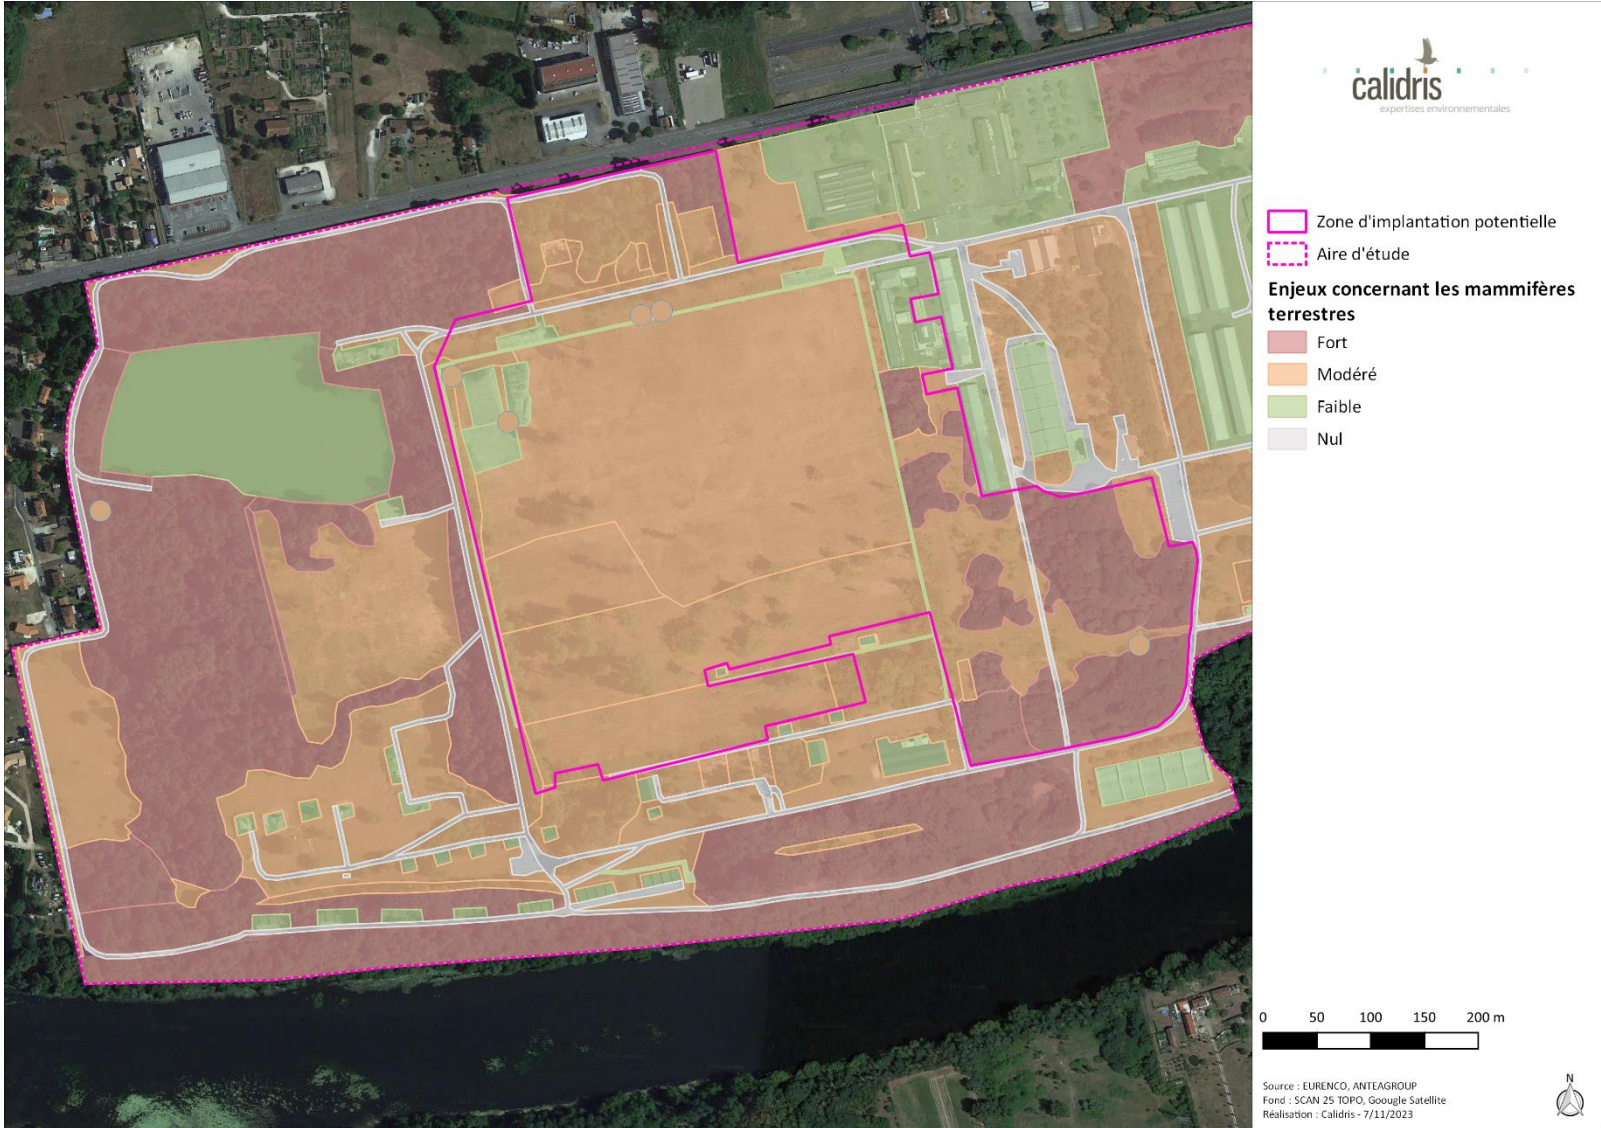 calidris
expertises environnementales
Zone d'implantation potentielle
Aire d'étude
Enjeux concernant les mammifères
terrestres
Fort
Modéré
Faible
Nul
0 50 100 150 200 m
Source : EURENCO, ANTEAGROUP
Fond : SCAN 25 TOPO, Gooogle Satellite
Réalisation : Calidris - 7/11/2023
N